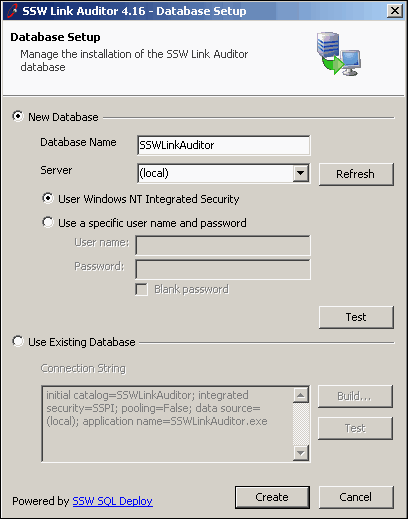 SSW Link Auditor 4.16 - Database Setup
Database Setup
Manage the installation of the SSW Link Auditor
database
New Database
Database Name
SSWLinkAuditor
Server
(local)
Refresh
User Windows NT Integrated Security
Use a specific user name and password
User name:
Password:
Blank password
Test
Use Existing Database
Connection String
initial catalog=SSWLinkAuditor; integrated
security=SSPI; pooling=False; data source=
(local); application name=SSWLinkAuditor.exe
Build...
Test
Powered by SSW SQL Deploy
Create
Cancel